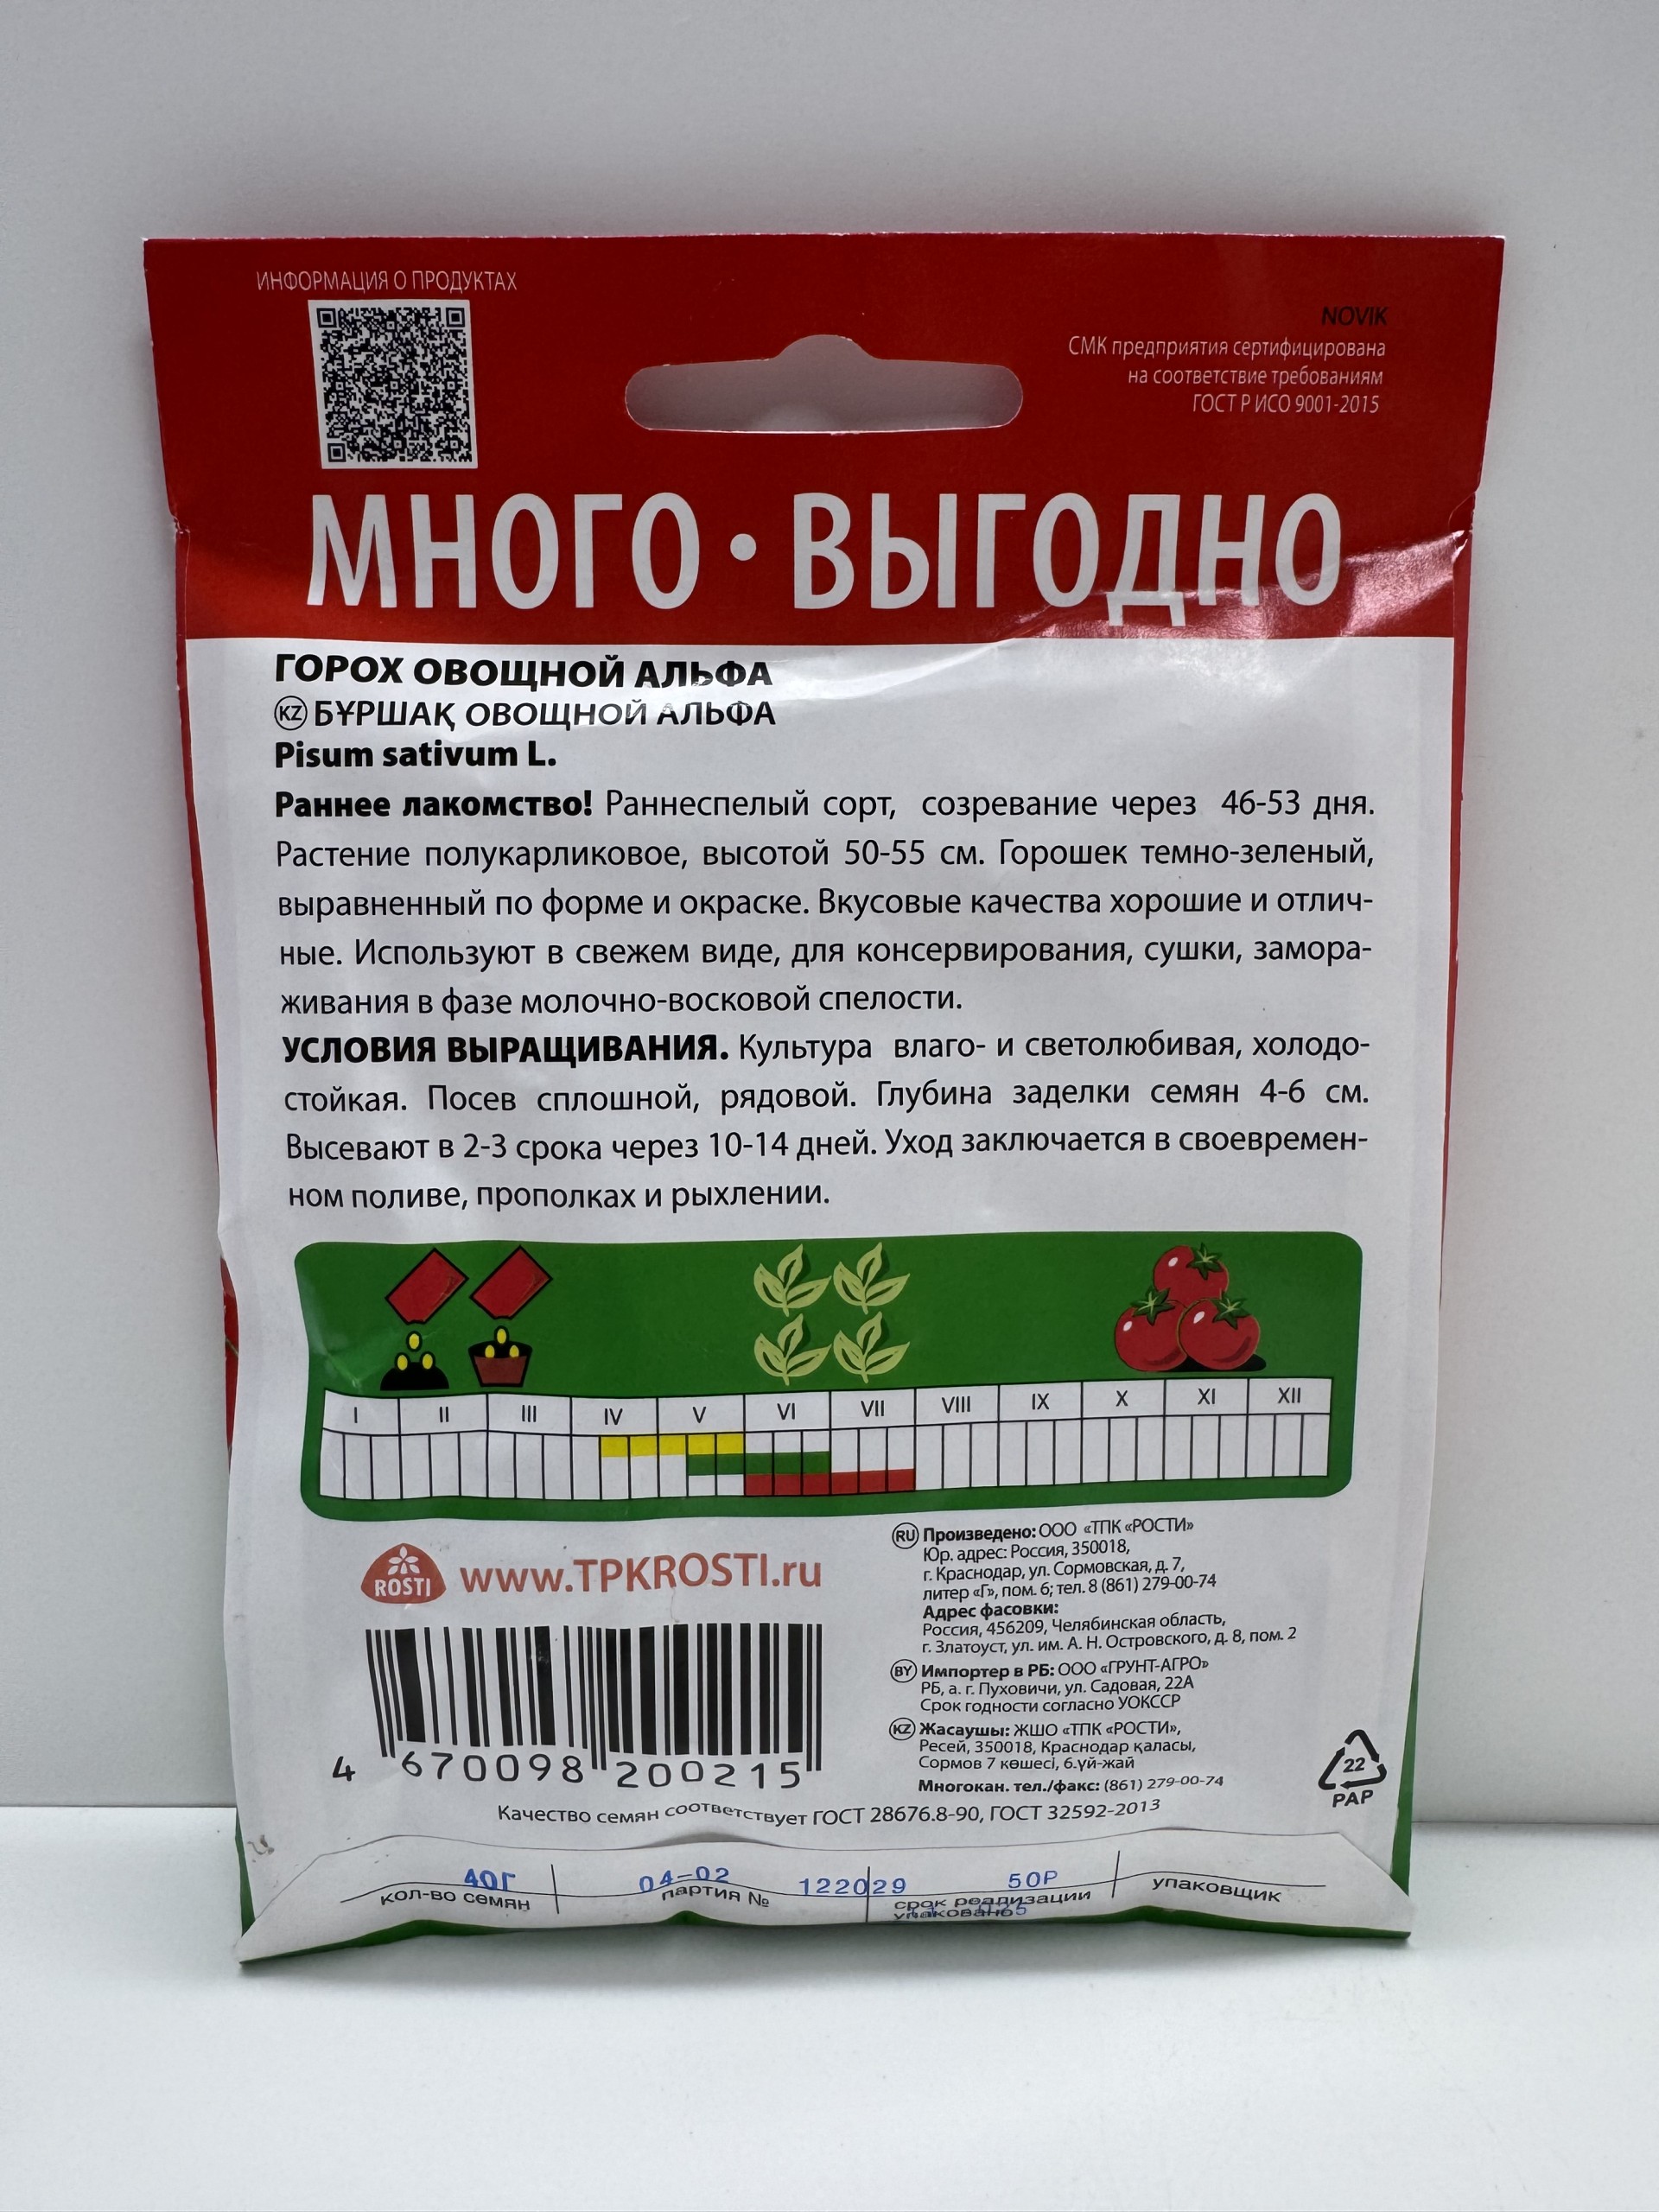 ИНФОРМАЦИЯ О ПРОДУКТАХ
NOVIK
СМК предприятия сертифицирована
на соответствие требованиям
ГОСТ Р ИСО 9001-2015
МНОГО • ВЫГОДНО
ГОРОХ ОВОЩНОЙ АЛЬФА
KZ БҰРШАҚ ОВОЩНОЙ АЛЬФА
Pisum sativum L.
Раннее лакомство! Раннеспелый сорт, созревание через 46-53 дня.
Растение полукарликовое, высотой 50-55 см. Горошек темно-зеленый,
выравненный по форме и окраске. Вкусовые качества хорошие и отлич-
ные. Используют в свежем виде, для консервирования, сушки, замора-
живания в фазе молочно-восковой спелости.
УСЛОВИЯ ВЫРАЩИВАНИЯ. Культура влаго- и светолюбивая, холодо-
стойкая. Посев сплошной, рядовой. Глубина заделки семян 4-6 см.
Высевают в 2-3 срока через 10-14 дней. Уход заключается в своевремен-
ном поливе, прополках и рыхлении.
I II III IV V VI VII VIII IX X XI XII
ROSTI www.TPKROSTI.ru
RU Произведено: ООО «ТПК «РОСТИ»
Юр. адрес: Россия, 350018,
г. Краснодар, ул. Сормовская, д. 7,
литер «Г», пом. 6; тел. 8 (861) 279-00-74
Адрес фасовки:
Россия, 456209, Челябинская область,
г. Златоуст, ул. им. А. Н. Островского, д. 8, пом. 2
BY Импортер в РБ: ООО «ГРУНТ-АГРО»
РБ, а. г. Пуховичи, ул. Садовая, 22А
Срок годности согласно УОКССР
KZ Жасаушы: ЖШО «ТПК «РОСТИ»,
Ресей, 350018, Краснодар қаласы,
Сормов 7 көшесі, 6.үй-жай
Многокан. тел./факс: (861) 279-00-74
4 670098 200215
22
PAP
Качество семян соответствует ГОСТ 28676.8-90, ГОСТ 32592-2013
40Г 04-02 122029 50Р
кол-во семян партия № срок реализации упаковщик
упаковано